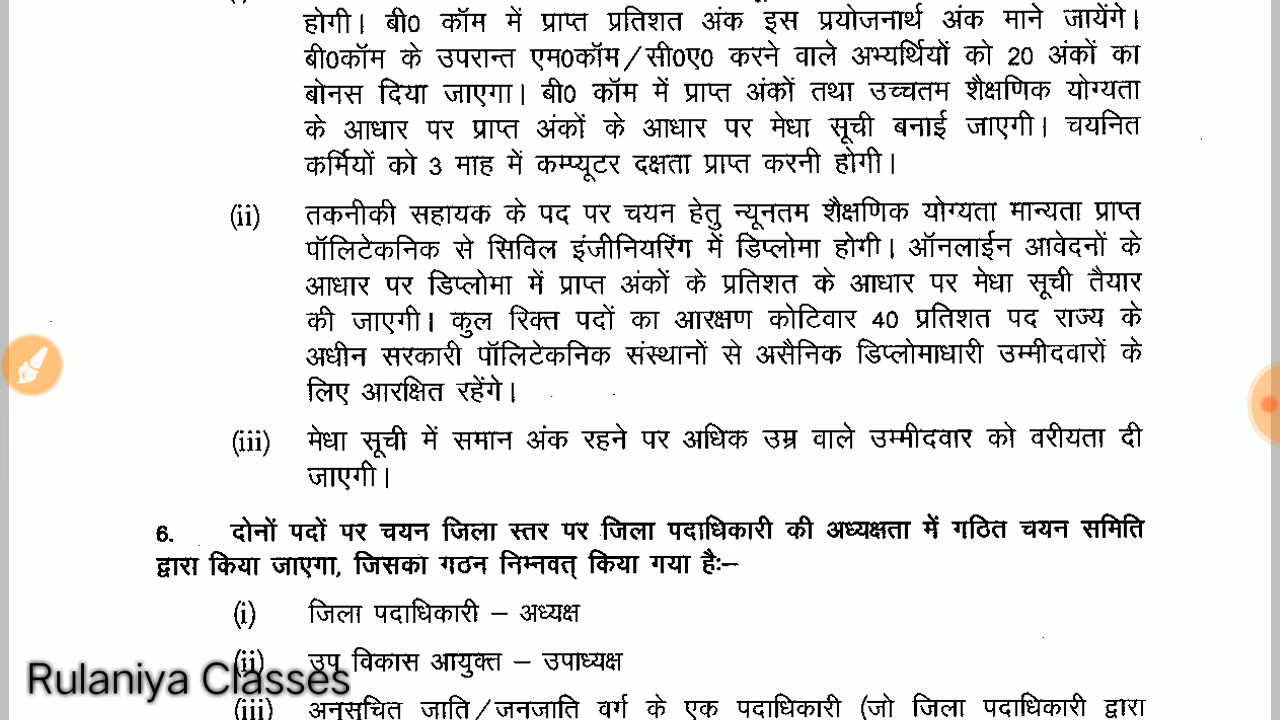 होगी। बी0 कॉम में प्राप्त प्रतिशत अंक इस प्रयोजनार्थ अंक माने जायेंगे।
बी0कॉम के उपरान्त एम0कॉम/सी0ए0 करने वाले अभ्यर्थियों को 20 अंकों का
बोनस दिया जाएगा। बी0 कॉम में प्राप्त अंकों तथा उच्चतम शैक्षणिक योग्यता
के आधार पर प्राप्त अंकों के आधार पर मेधा सूची बनाई जाएगी। चयनित
कर्मियों को 3 माह में कम्प्यूटर दक्षता प्राप्त करनी होगी।
(ii) तकनीकी सहायक के पद पर चयन हेतु न्यूनतम शैक्षणिक योग्यता मान्यता प्राप्त
पॉलिटेकनिक से सिविल इंजीनियरिंग में डिप्लोमा होगी। ऑनलाईन आवेदनों के
आधार पर डिप्लोमा में प्राप्त अंकों के प्रतिशत के आधार पर मेधा सूची तैयार
की जाएगी। कुल रिक्त पदों का आरक्षण कोटिवार 40 प्रतिशत पद राज्य के
अधीन सरकारी पॉलिटेकनिक संस्थानों से असैनिक डिप्लोमाधारी उम्मीदवारों के
लिए आरक्षित रहेंगे।
(iii) मेधा सूची में समान अंक रहने पर अधिक उम्र वाले उम्मीदवार को वरीयता दी
जाएगी।
6. दोनों पदों पर चयन जिला स्तर पर जिला पदाधिकारी की अध्यक्षता में गठित चयन समिति
द्वारा किया जाएगा, जिसका गठन निम्नवत् किया गया हैः–
(i) जिला पदाधिकारी – अध्यक्ष
(ii) उप विकास आयुक्त – उपाध्यक्ष
Rulaniya Classes
(iii) अनुसूचित जाति/जनजाति वर्ग के एक पदाधिकारी (जो जिला पदाधिकारी द्वारा